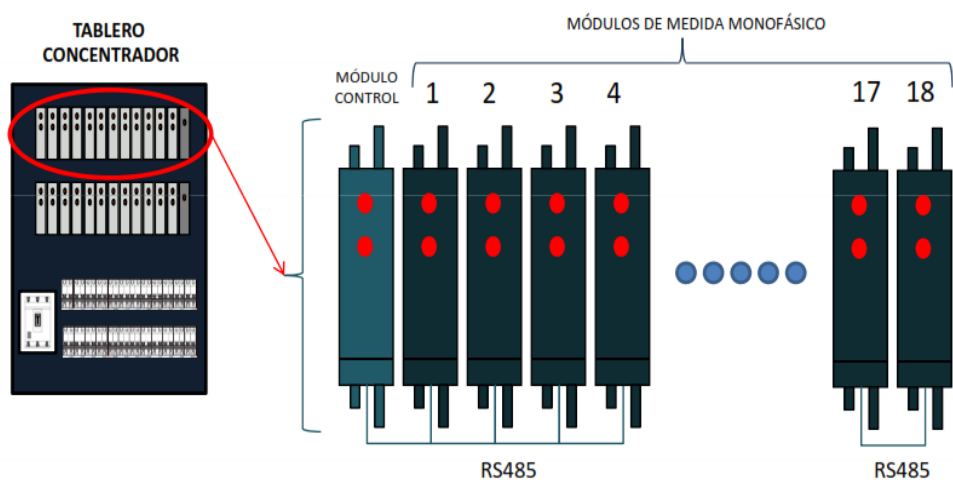 TABLERO
CONCENTRADOR
MÓDULOS DE MEDIDA MONOFÁSICO
MÓDULO
CONTROL
1 2 3 4 17 18
RS485 RS485